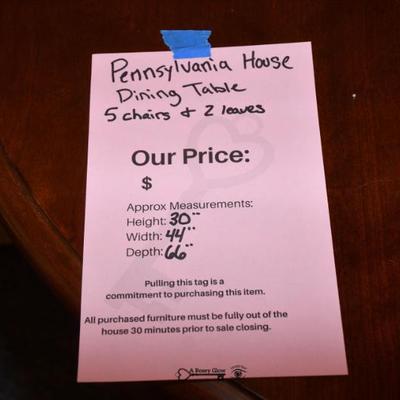 Pennsylvania House
Dining Table
5 chairs & 2 leaves
Our Price:
$
Approx Measurements:
Height: 30"
Width: 44"
Depth: 66"
Pulling this tag is a
commitment to purchasing this item.
All purchased furniture must be fully out of the
house 30 minutes prior to sale closing.
A Posey Glow